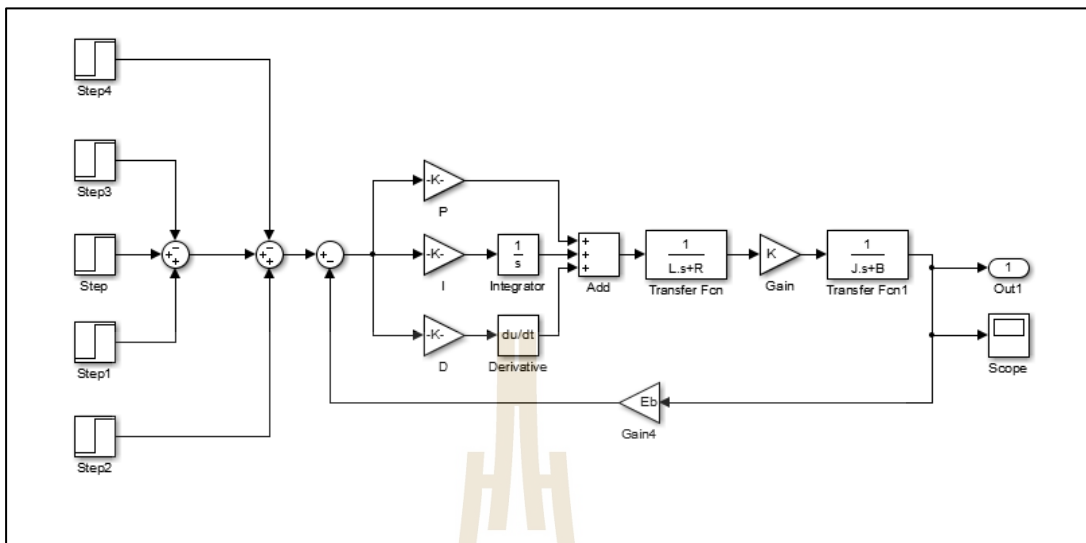 Step4
−
Step3
-K-
P
−
+
+
Step
−
+
+
+
−
-K-
I
1
s
Integrator
+
+
+
Add
1
L.s+R
Transfer Fcn
K
Gain
1
J.s+B
Transfer Fcn1
1
Out1
Step1
-K-
D
du/dt
Derivative
Scope
Eb
Gain4
Step2